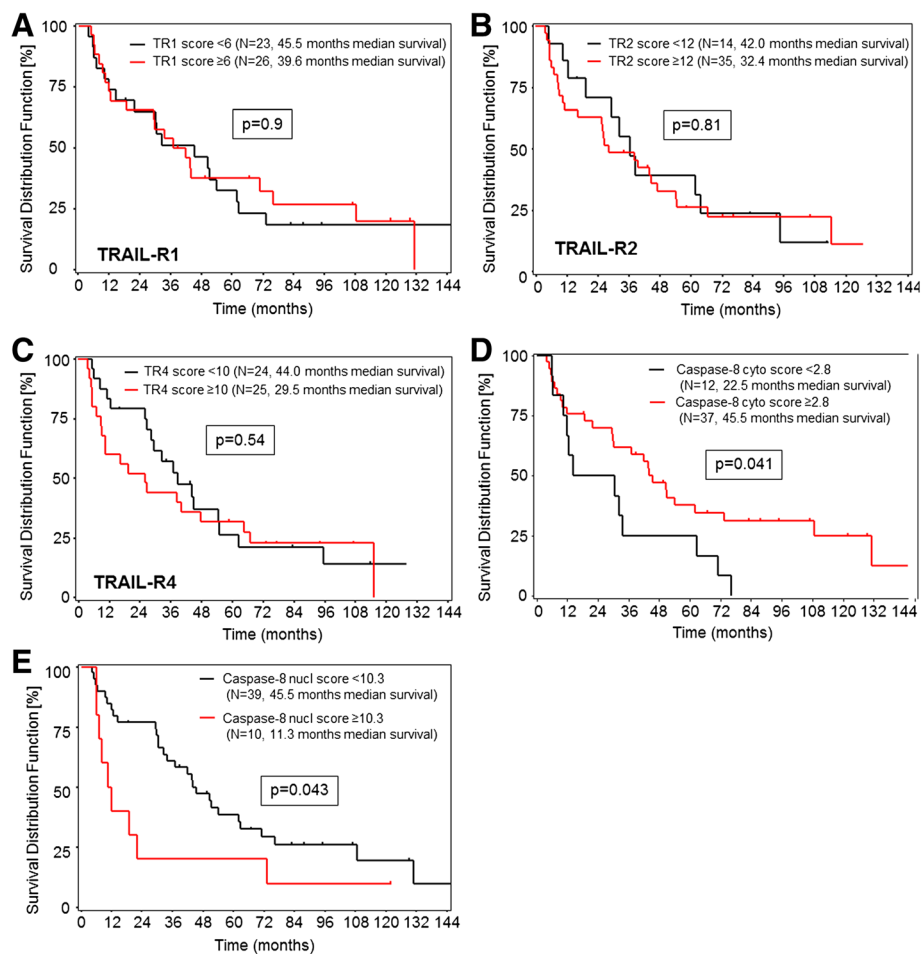 A
Survival Distribution Function [%]
100
75
50
25
0
TR1 score <6 (N=23, 45.5 months median survival)
TR1 score ≥6 (N=26, 39.6 months median survival)
p=0.9
TRAIL-R1
0 12 24 36 48 60 72 84 96 108 120 132 144
Time (months)
B
Survival Distribution Function [%]
100
75
50
25
0
TR2 score <12 (N=14, 42.0 months median survival)
TR2 score ≥12 (N=35, 32.4 months median survival)
p=0.81
TRAIL-R2
0 12 24 36 48 60 72 84 96 108 120 132 144
Time (months)
C
Survival Distribution Function [%]
100
75
50
25
0
TR4 score <10 (N=24, 44.0 months median survival)
TR4 score ≥10 (N=25, 29.5 months median survival)
p=0.54
TRAIL-R4
0 12 24 36 48 60 72 84 96 108 120 132 144
Time (months)
D
Survival Distribution Function [%]
100
75
50
25
0
Caspase-8 cyto score <2.8
(N=12, 22.5 months median survival)
Caspase-8 cyto score ≥2.8
(N=37, 45.5 months median survival)
p=0.041
0 12 24 36 48 60 72 84 96 108 120 132 144
Time (months)
E
Survival Distribution Function [%]
100
75
50
25
0
Caspase-8 nucl score <10.3
(N=39, 45.5 months median survival)
Caspase-8 nucl score ≥10.3
(N=10, 11.3 months median survival)
p=0.043
0 12 24 36 48 60 72 84 96 108 120 132 144
Time (months)